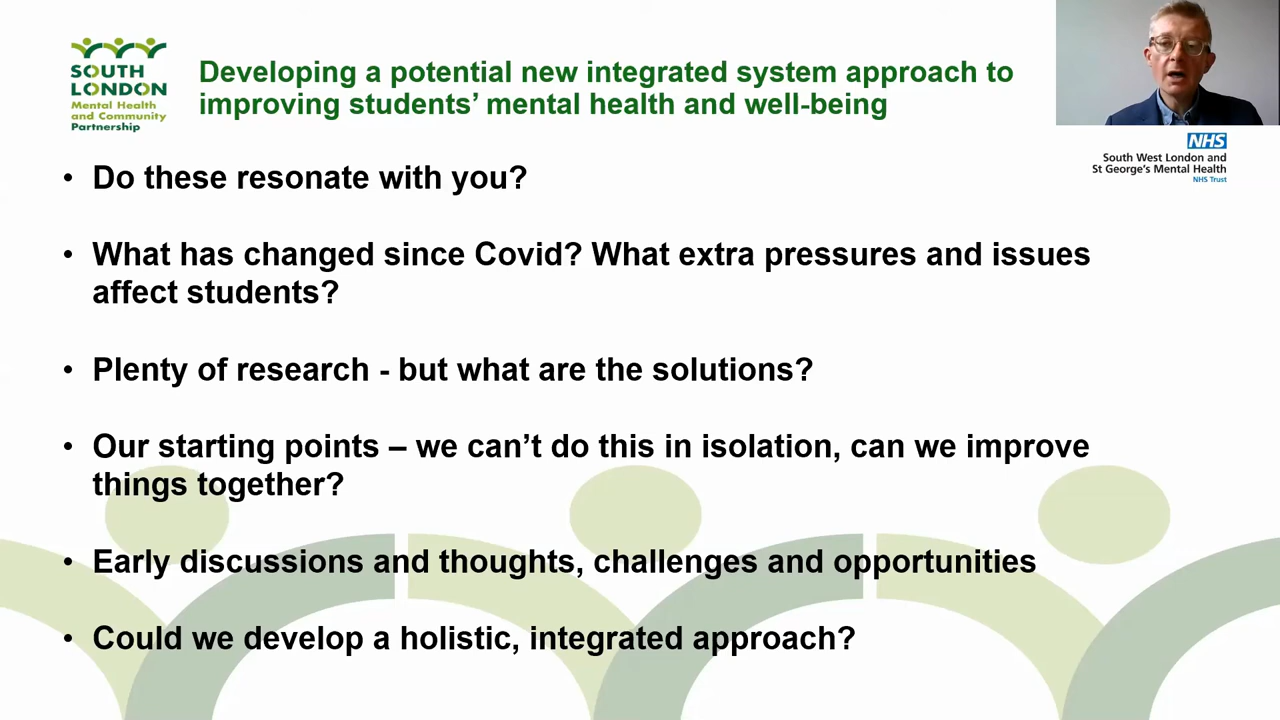 SOUTH
LONDON
Mental Health
and Community
Partnership
Developing a potential new integrated system approach to
improving students’ mental health and well-being
NHS
South West London and
St George's Mental Health
NHS Trust
• Do these resonate with you?
• What has changed since Covid? What extra pressures and issues
affect students?
• Plenty of research - but what are the solutions?
• Our starting points – we can’t do this in isolation, can we improve
things together?
• Early discussions and thoughts, challenges and opportunities
• Could we develop a holistic, integrated approach?